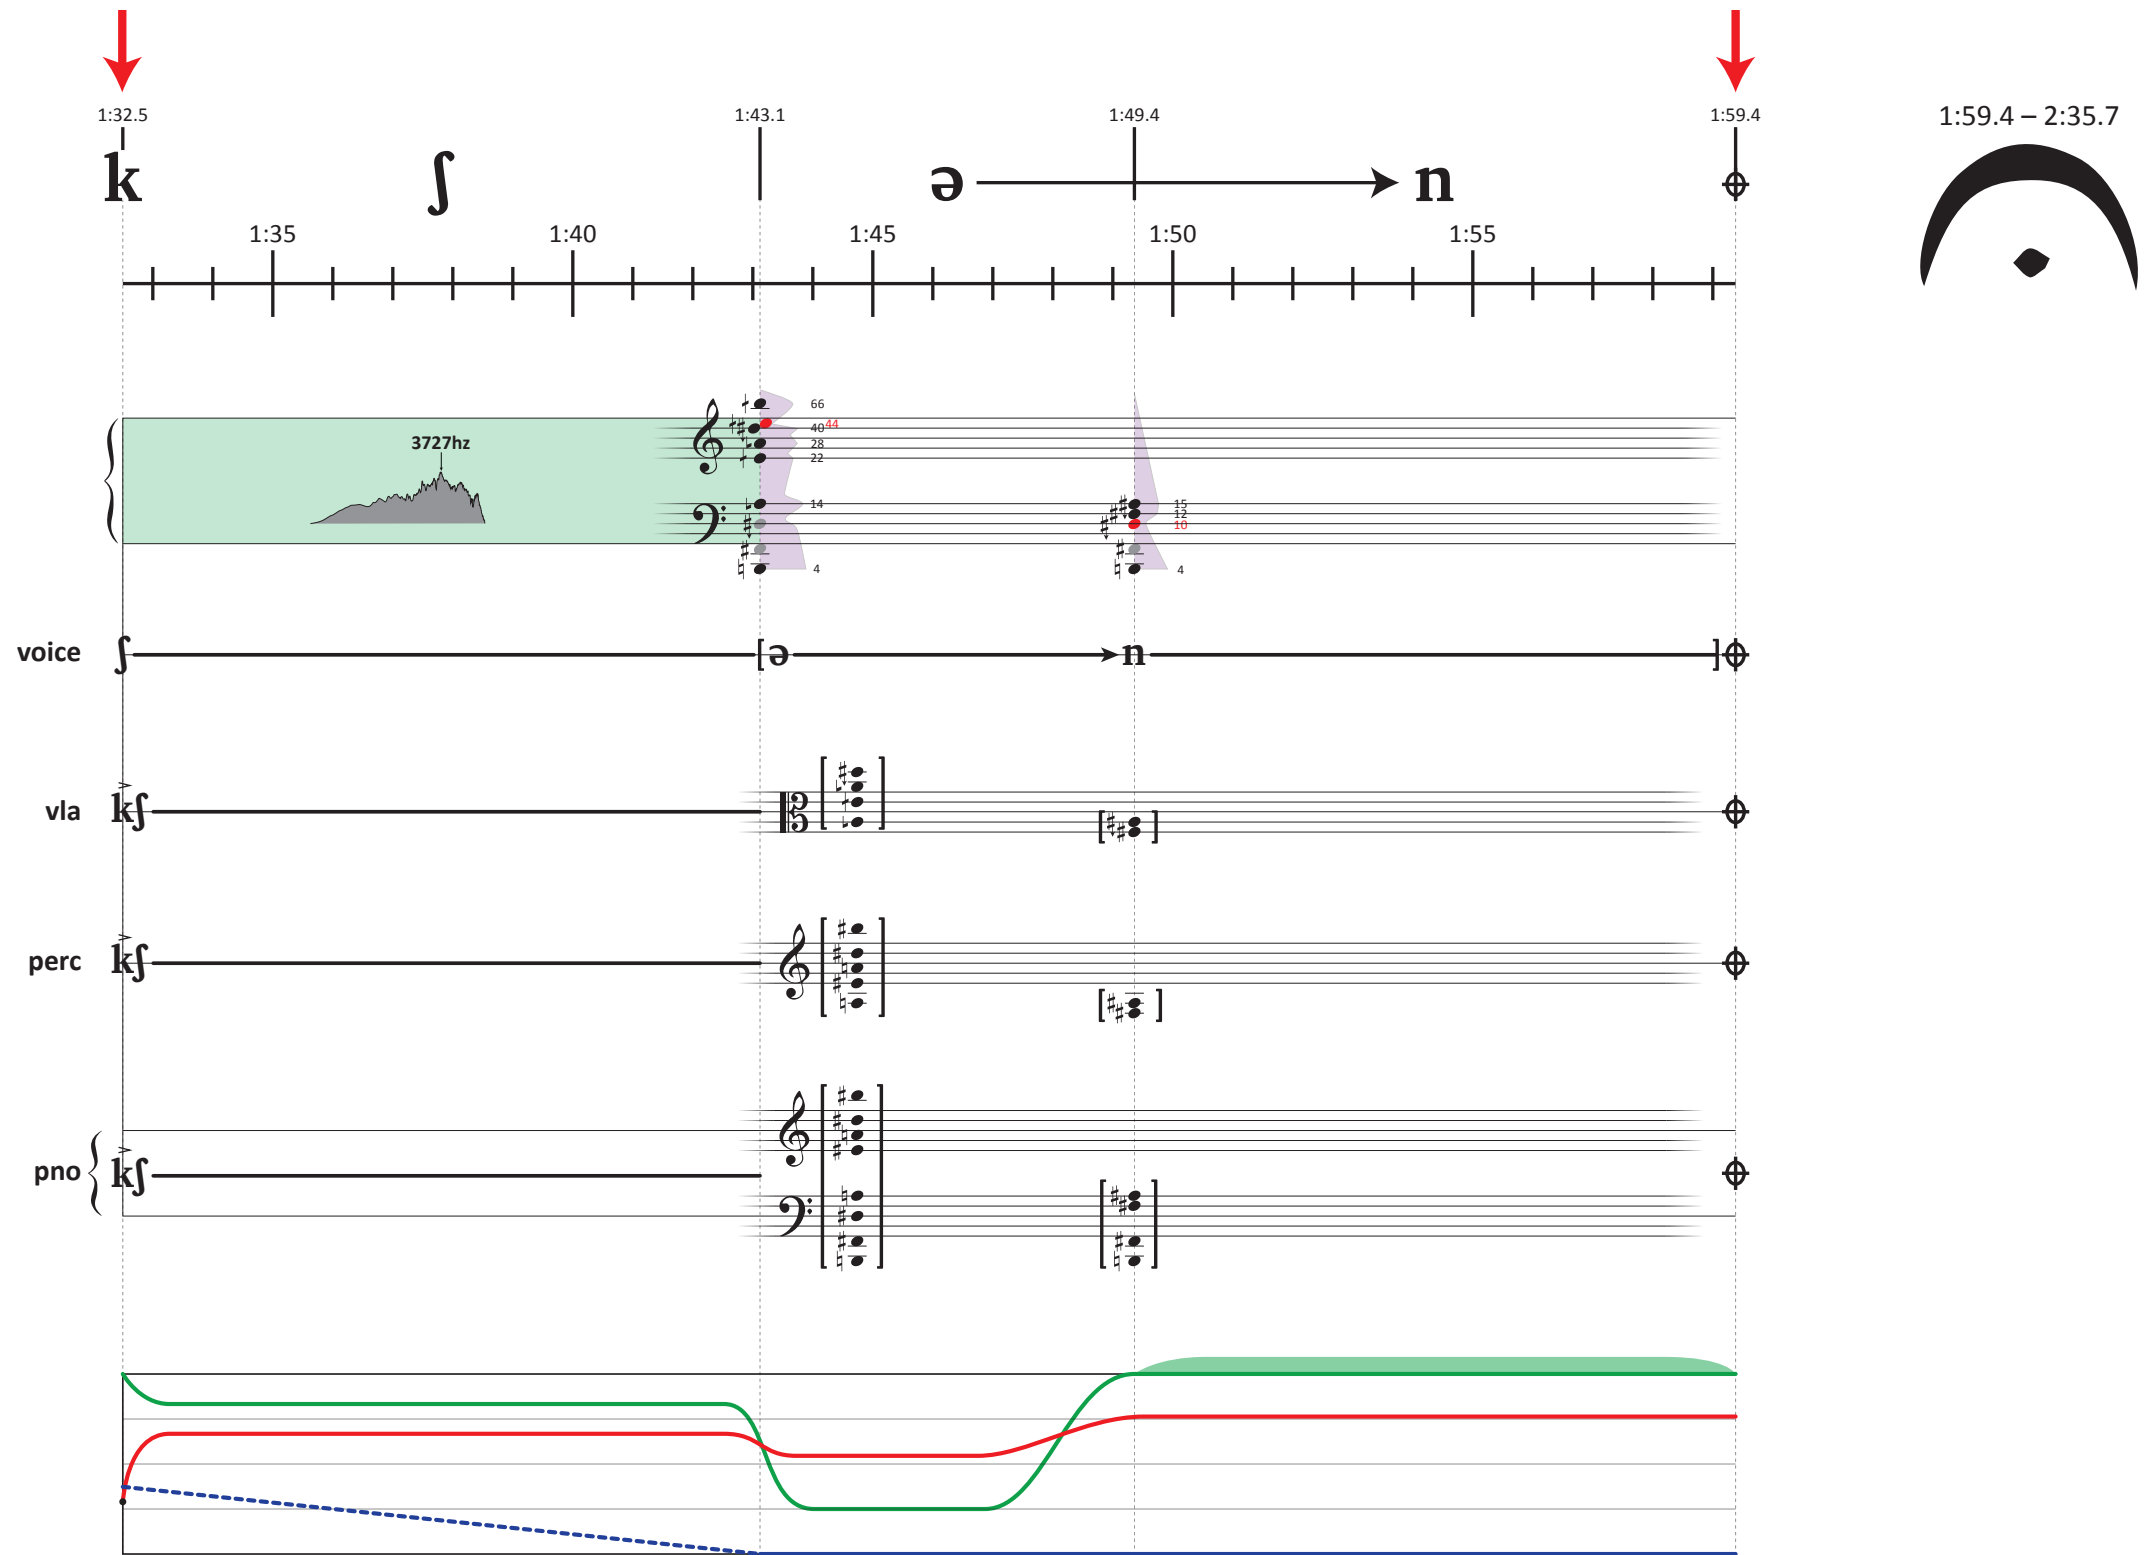 1:32.5 1:43.1 1:49.4 1:59.4 1:59.4 – 2:35.7
k ʃ ə n
1:35 1:40 1:45 1:50 1:55
66
44
40
3727hz
28
22
14 15
12
10
4 4
voice ʃ [ə n ]
vla kʃ
perc kʃ
pno kʃ